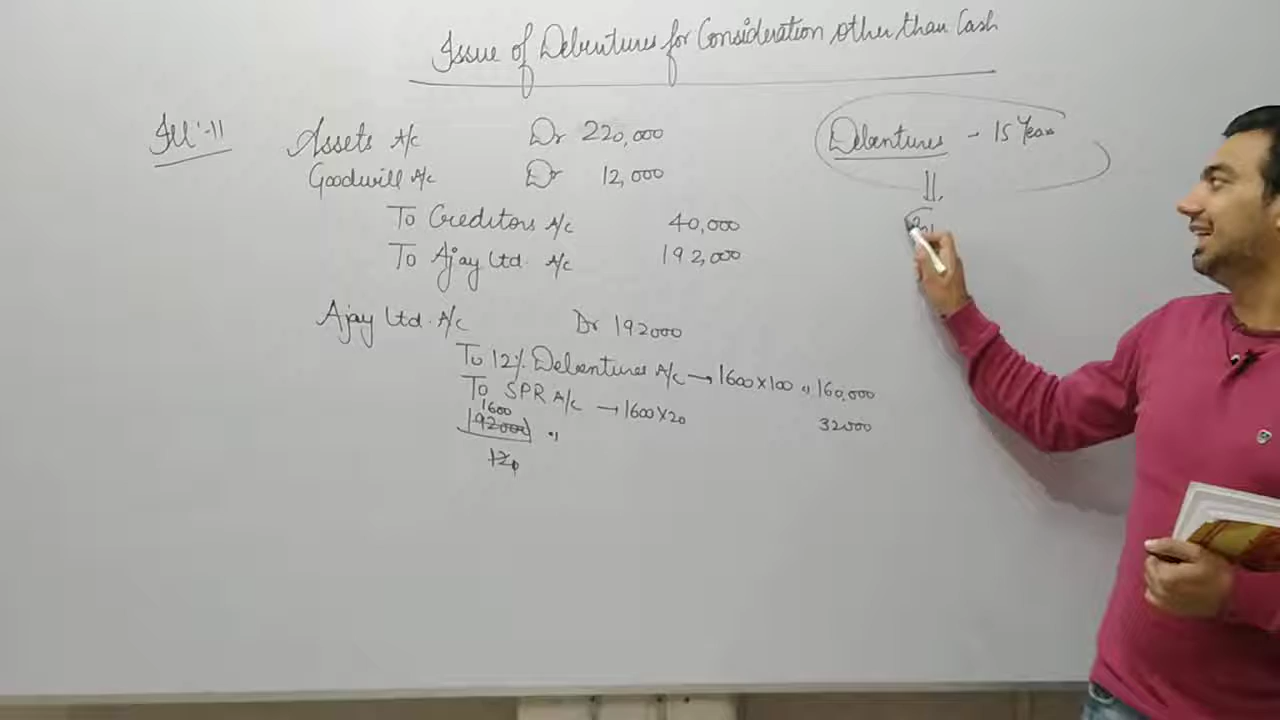 Issue of Debentures for Consideration other than Cash
Ill:-11
Assets A/c Dr 220,000
Goodwill A/c Dr 12,000
To Creditors A/c 40,000
To Ajay Ltd. A/c 192,000
Ajay Ltd. A/c Dr 192000
To 12% Debentures A/c → 1600×100 = 160,000
To SPR A/c → 1600×20 32000
1600
192000 =
120
Debentures - 15 Years